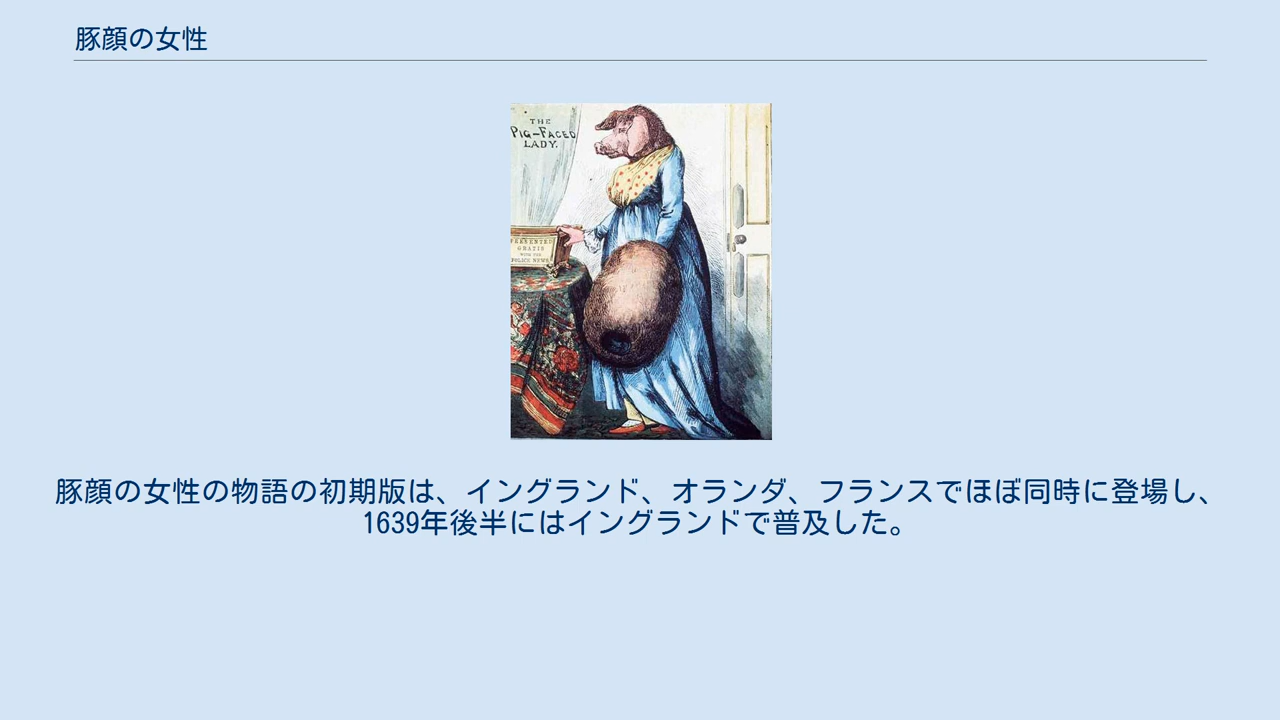 豚顔の女性
THE
PIG-FACED
LADY.
PRESENTED
GRATIS
WITH THE
POLICE NEWS
豚顔の女性の物語の初期版は、イングランド、オランダ、フランスでほぼ同時に登場し、
1639年後半にはイングランドで普及した。